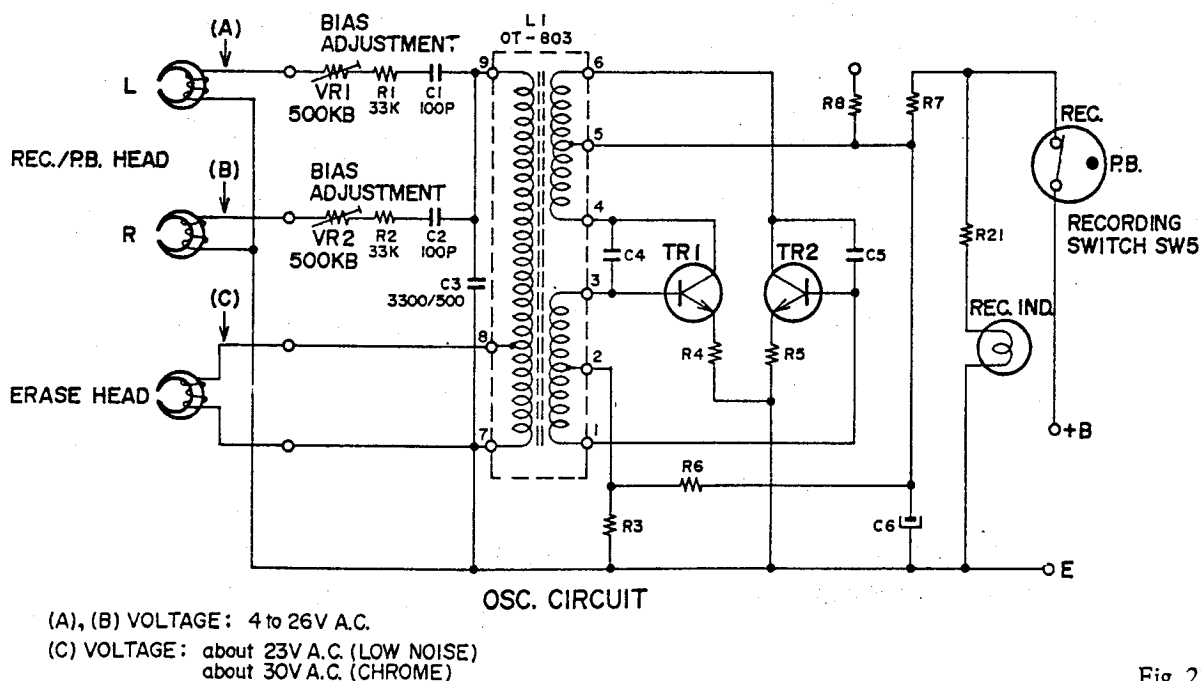 (A)
BIAS
ADJUSTMENT
L1
OT-803
L
VR1
500KB
R1
33K
C1
100P
9
6
R8
R7
REC.
P.B.
RECORDING
SWITCH SW5
5
REC./P.B. HEAD
(B)
BIAS
ADJUSTMENT
R
VR2
500KB
R2
33K
C2
100P
4
C4
TR1
TR2
C5
R21
C3
3300/500
3
(C)
8
2
R4
R5
REC. IND.
ERASE HEAD
7
1
+B
R6
R3
C6
E
OSC. CIRCUIT
(A), (B) VOLTAGE: 4 to 26V A.C.
(C) VOLTAGE: about 23V A.C. (LOW NOISE)
about 30V A.C. (CHROME)
Fig. 2